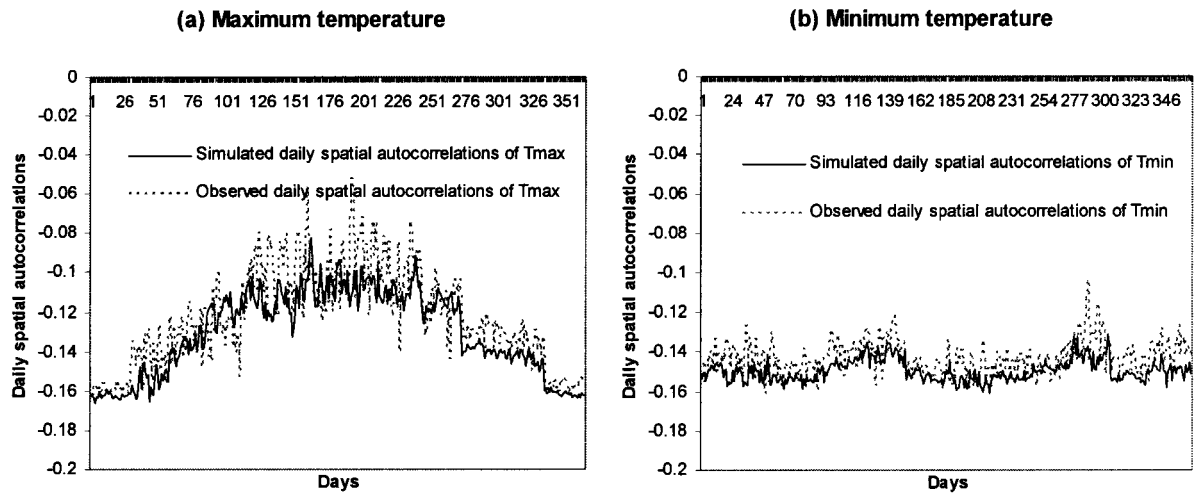 (a) Maximum temperature
0
-0.02
-0.04
-0.06
-0.08
-0.1
-0.12
-0.14
-0.16
-0.18
-0.2
Daily spatial autocorrelations
1 26 51 76 101 126 151 176 201 226 251 276 301 326 351
Simulated daily spatial autocorrelations of Tmax
Observed daily spatial autocorrelations of Tmax
Days
(b) Minimum temperature
0
-0.02
-0.04
-0.06
-0.08
-0.1
-0.12
-0.14
-0.16
-0.18
-0.2
Daily spatial autocorrelations
1 24 47 70 93 116 139 162 185 208 231 254 277 300 323 346
Simulated daily spatial autocorrelations of Tmin
Observed daily spatial autocorrelations of Tmin
Days